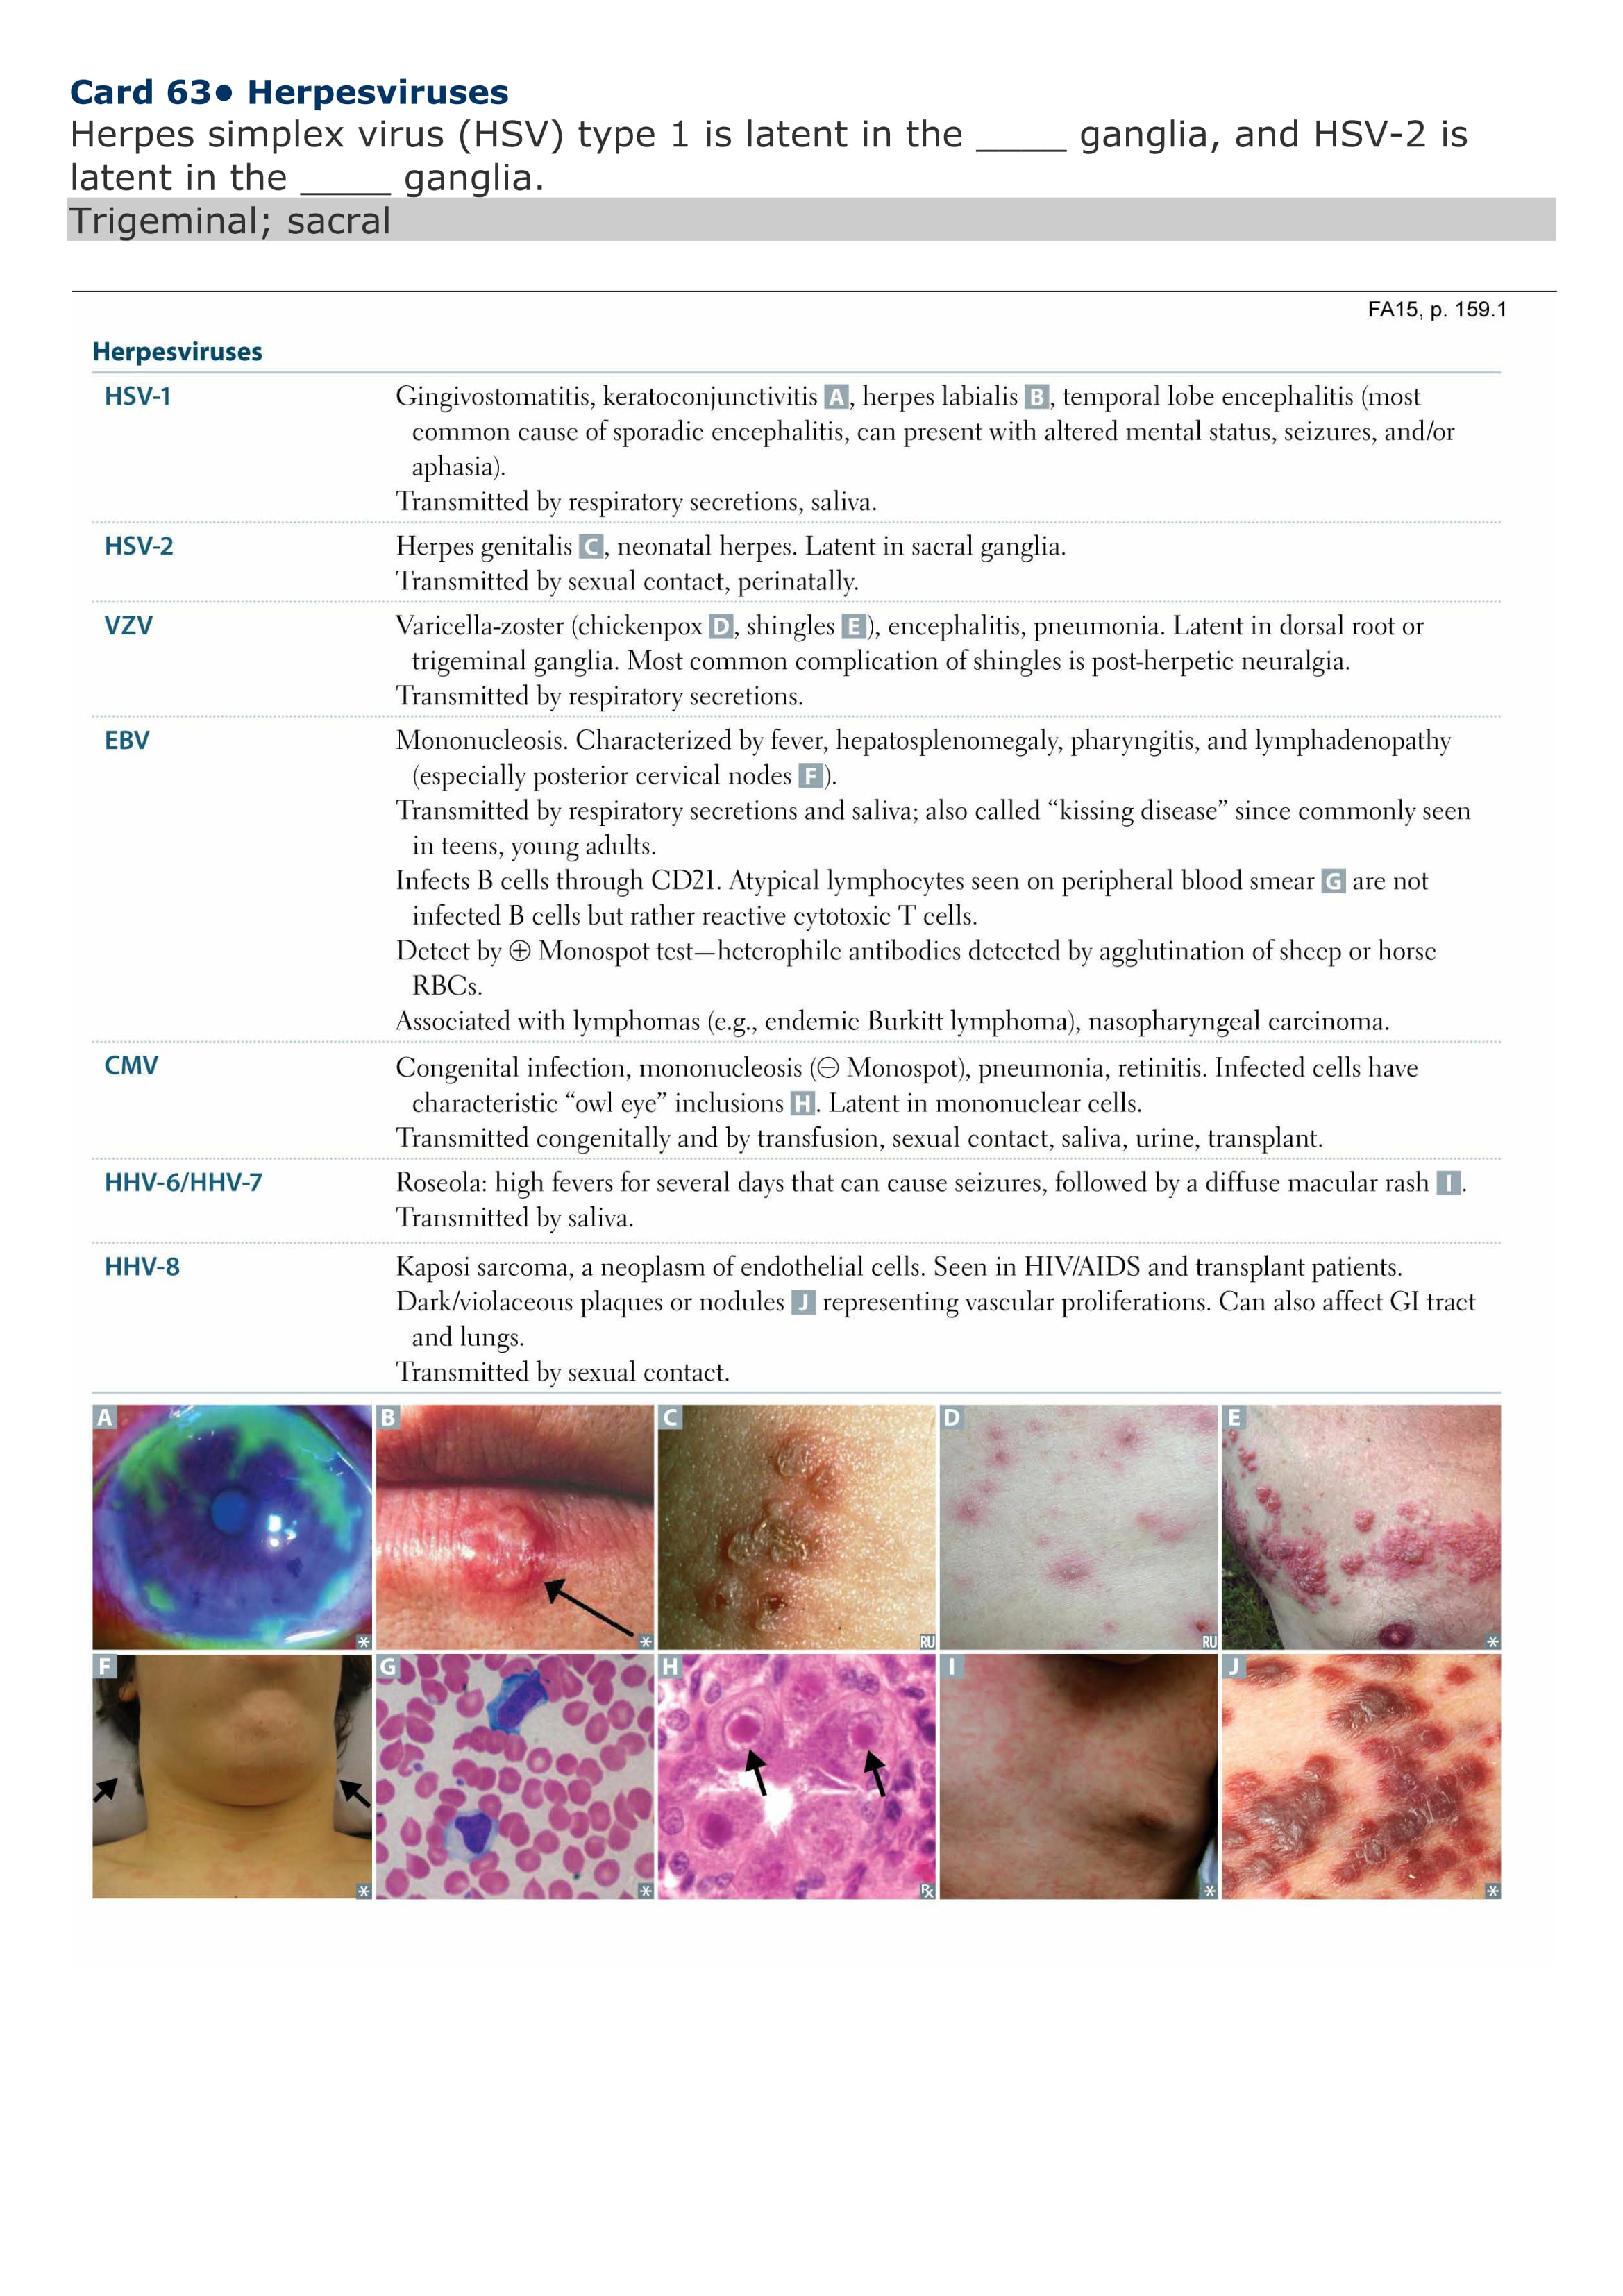 Card 63• Herpesviruses
Herpes simplex virus (HSV) type 1 is latent in the _____ ganglia, and HSV-2 is
latent in the _____ ganglia.
Trigeminal; sacral
FA15, p. 159.1
Herpesviruses
HSV-1
Gingivostomatitis, keratoconjunctivitis A, herpes labialis B, temporal lobe encephalitis (most
common cause of sporadic encephalitis, can present with altered mental status, seizures, and/or
aphasia).
Transmitted by respiratory secretions, saliva.
HSV-2
Herpes genitalis C, neonatal herpes. Latent in sacral ganglia.
Transmitted by sexual contact, perinatally.
VZV
Varicella-zoster (chickenpox D, shingles E), encephalitis, pneumonia. Latent in dorsal root or
trigeminal ganglia. Most common complication of shingles is post-herpetic neuralgia.
Transmitted by respiratory secretions.
EBV
Mononucleosis. Characterized by fever, hepatosplenomegaly, pharyngitis, and lymphadenopathy
(especially posterior cervical nodes F).
Transmitted by respiratory secretions and saliva; also called “kissing disease” since commonly seen
in teens, young adults.
Infects B cells through CD21. Atypical lymphocytes seen on peripheral blood smear G are not
infected B cells but rather reactive cytotoxic T cells.
Detect by ⊕ Monospot test—heterophile antibodies detected by agglutination of sheep or horse
RBCs.
Associated with lymphomas (e.g., endemic Burkitt lymphoma), nasopharyngeal carcinoma.
CMV
Congenital infection, mononucleosis (⊖ Monospot), pneumonia, retinitis. Infected cells have
characteristic “owl eye” inclusions H. Latent in mononuclear cells.
Transmitted congenitally and by transfusion, sexual contact, saliva, urine, transplant.
HHV-6/HHV-7
Roseola: high fevers for several days that can cause seizures, followed by a diffuse macular rash I.
Transmitted by saliva.
HHV-8
Kaposi sarcoma, a neoplasm of endothelial cells. Seen in HIV/AIDS and transplant patients.
Dark/violaceous plaques or nodules J representing vascular proliferations. Can also affect GI tract
and lungs.
Transmitted by sexual contact.
A B C D E
* * RU RU *
F G H I J
* * ℞ * *